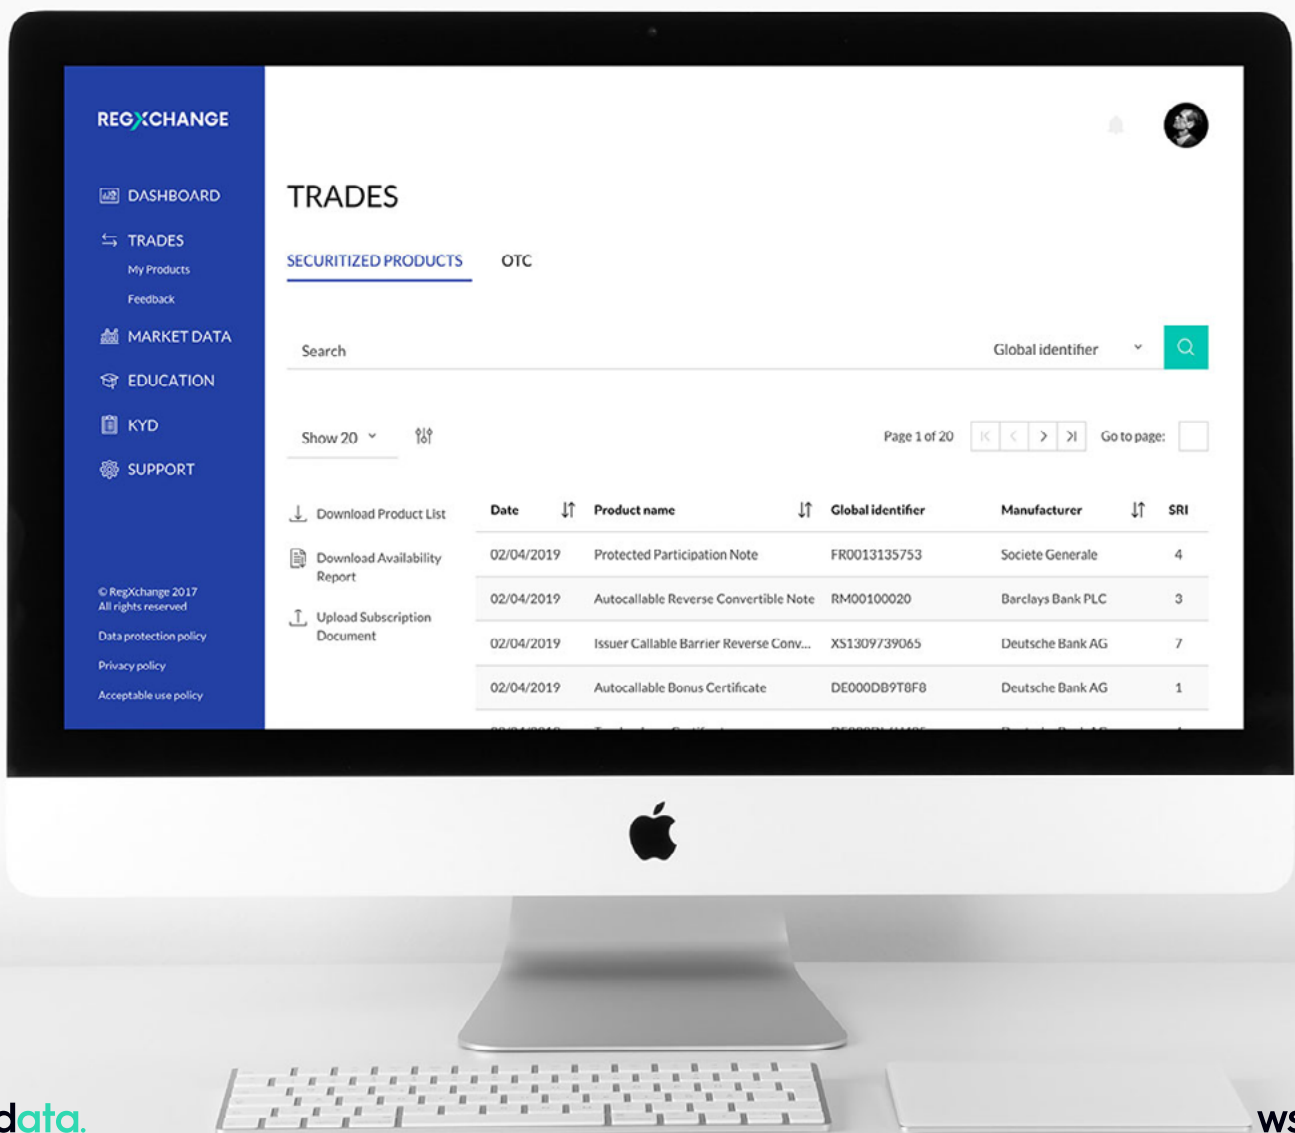 REGXCHANGE
DASHBOARD
TRADES
My Products
Feedback
MARKET DATA
EDUCATION
KYD
SUPPORT
© RegXchange 2017
All rights reserved
Data protection policy
Privacy policy
Acceptable use policy
TRADES
SECURITIZED PRODUCTS OTC
Search Global identifier
Show 20 Page 1 of 20 Go to page:
Download Product List
Download Availability
Report
Upload Subscription
Document
Date Product name Global identifier Manufacturer SRI
02/04/2019 Protected Participation Note FR0013135753 Societe Generale 4
02/04/2019 Autocallable Reverse Convertible Note RM00100020 Barclays Bank PLC 3
02/04/2019 Issuer Callable Barrier Reverse Conv... XS1309739065 Deutsche Bank AG 7
02/04/2019 Autocallable Bonus Certificate DE000DB9T8F8 Deutsche Bank AG 1
data.
ws